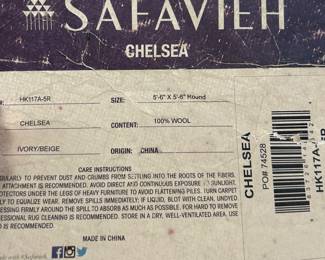 SAFAVIEH
CHELSEA
HK117A-5R SIZE: 5'-6" X 5'-6" Round
CHELSEA CONTENT: 100% WOOL
IVORY/BEIGE ORIGIN: CHINA
CARE INSTRUCTIONS
GULARLY TO PREVENT DUST AND CRUMBS FROM SETTLING INTO THE ROOTS OF THE FIBERS.
ATTACHMENT IS RECOMMENDED. AVOID DIRECT AND CONTINUOUS EXPOSURE SUNLIGHT.
OTECTORS UNDER THE LEGS OF HEAVY FURNITURE TO AVOID FLATTENING PILES. TURN CARPET
LY TO EQUALIZE WEAR. REMOVE SPILLS IMMEDIATELY; IF LIQUID, BLOT WITH CLEAN, UNDYED
ESSING FIRMLY AROUND THE SPILL TO ABSORB AS MUCH AS POSSIBLE. FOR HARD TO REMOVE
ESSIONAL RUG CLEANING IS RECOMMENDED. STORE IN A DRY, WELL-VENTILATED AREA. USE
MADE IN CHINA
CHELSEA
PO# 74528
HK117A-